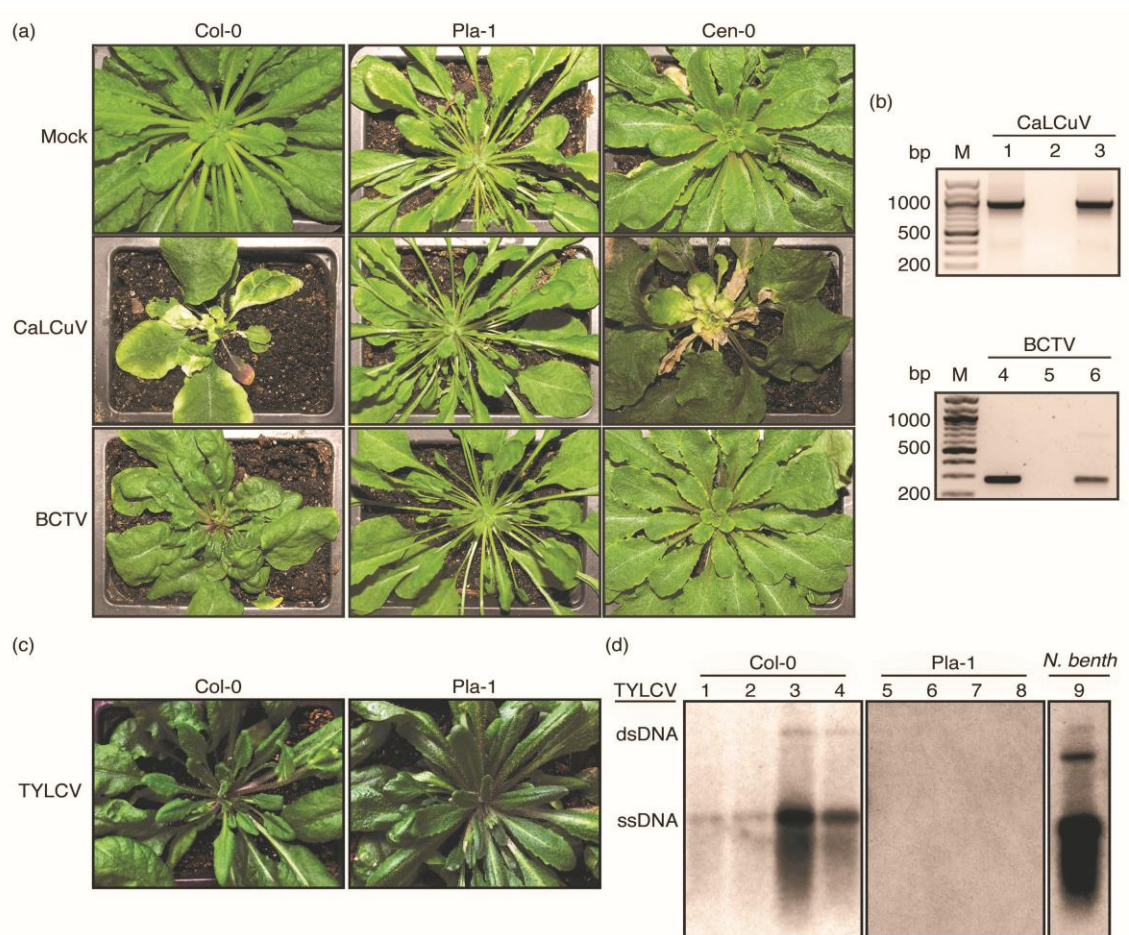 (a)
Col-0 Pla-1 Cen-0
Mock
CaLCuV
BCTV
(b)
CaLCuV
bp M 1 2 3
1000
500
200
BCTV
bp M 4 5 6
1000
500
200
(c)
Col-0 Pla-1
TYLCV
(d)
Col-0 Pla-1 N. benth
TYLCV 1 2 3 4 5 6 7 8 9
dsDNA
ssDNA